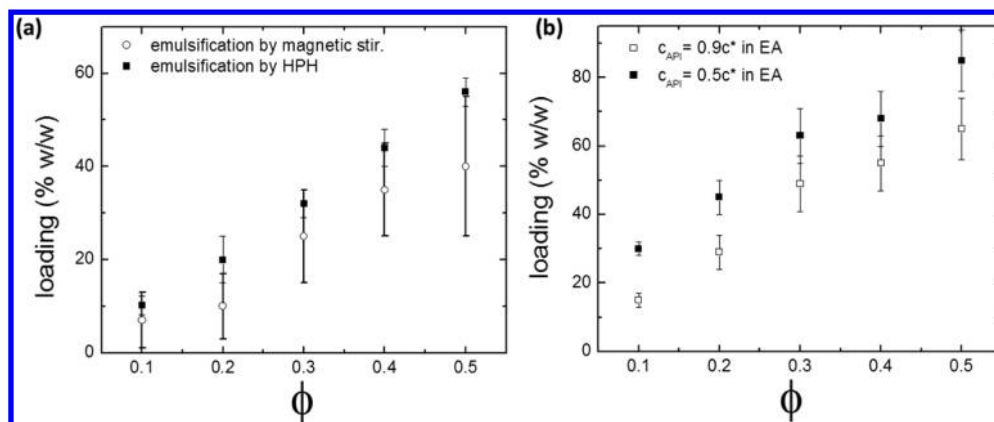 (a)
emulsification by magnetic stir.
emulsification by HPH
60
40
20
0
loading (% w/w)
0.1 0.2 0.3 0.4 0.5
ϕ
(b)
c_API = 0.9c* in EA
c_API = 0.5c* in EA
80
60
40
20
0
loading (% w/w)
0.1 0.2 0.3 0.4 0.5
ϕ